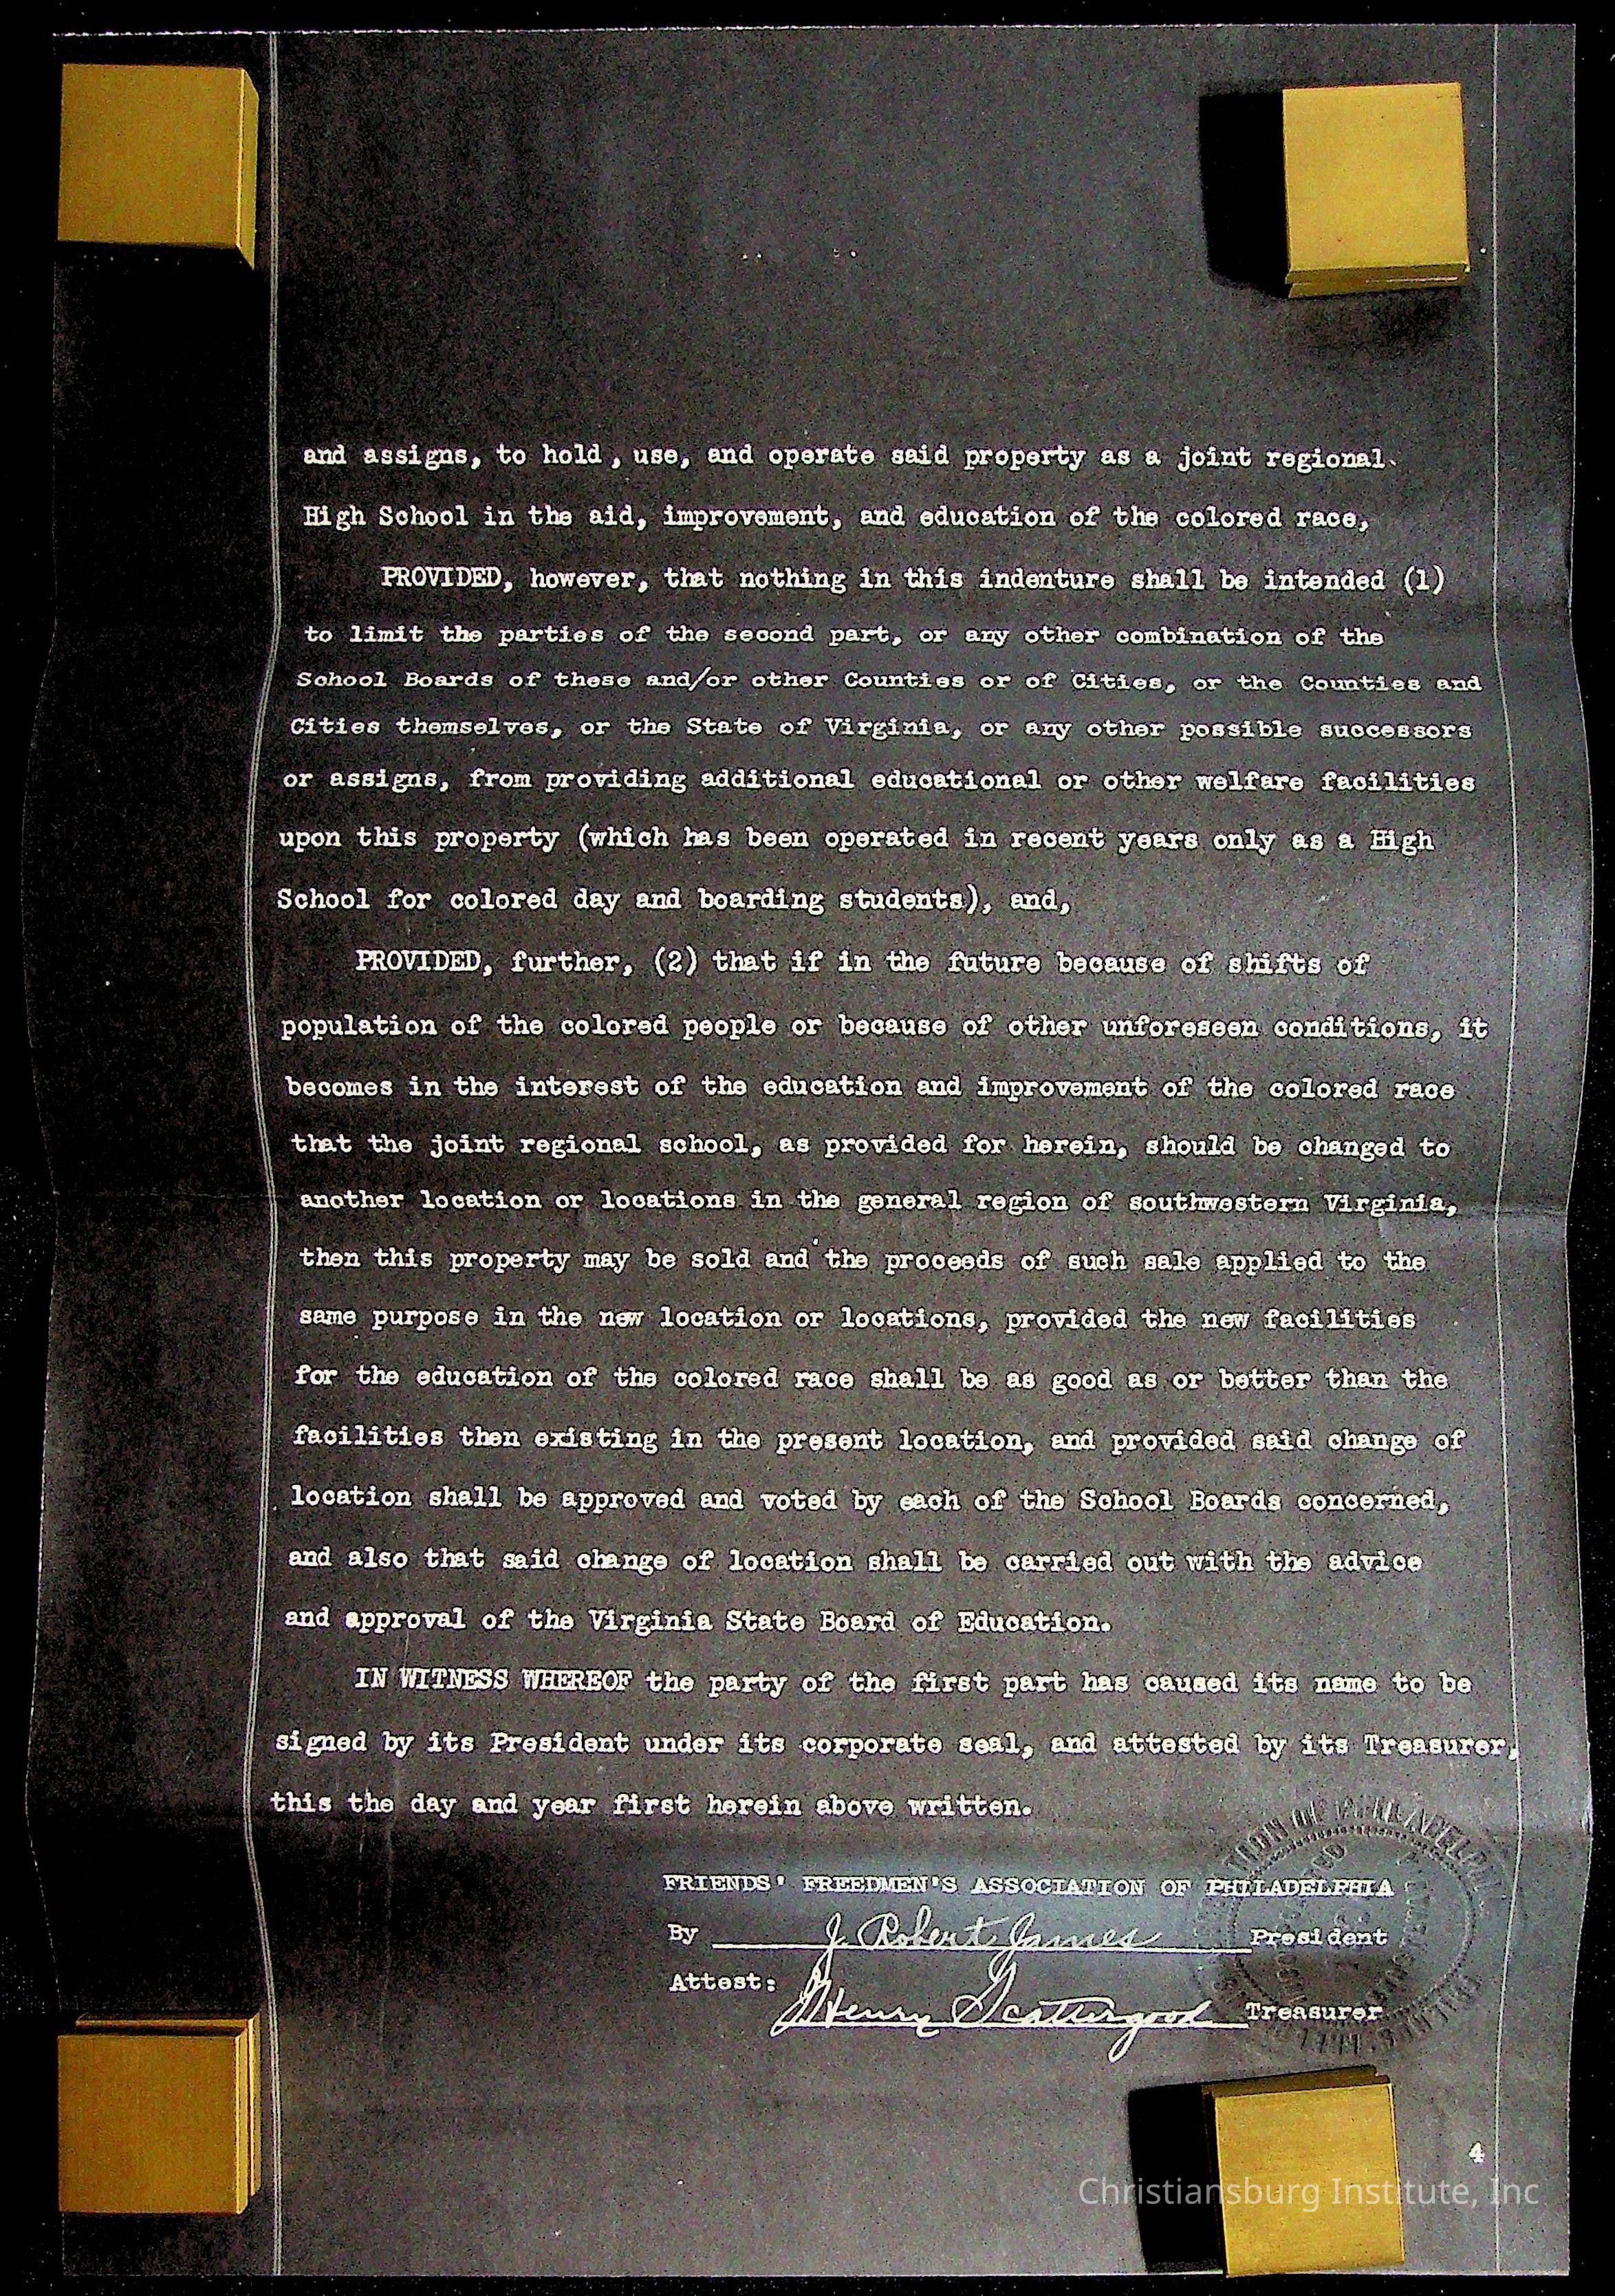 and assigns, to hold , use, and operate said property as a joint regional
High School in the aid, improvement, and education of the colored race,
PROVIDED, however, that nothing in this indenture shall be intended (1)
to limit the parties of the second part, or any other combination of the
School Boards of these and/or other Counties or of Cities, or the Counties and
Cities themselves, or the State of Virginia, or any other possible successors
or assigns, from providing additional educational or other welfare facilities
upon this property (which has been operated in recent years only as a High
School for colored day and boarding students), and,
PROVIDED, further, (2) that if in the future because of shifts of
population of the colored people or because of other unforeseen conditions, it
becomes in the interest of the education and improvement of the colored race
that the joint regional school, as provided for herein, should be changed to
another location or locations in the general region of southwestern Virginia,
then this property may be sold and the proceeds of such sale applied to the
same purpose in the new location or locations, provided the new facilities
for the education of the colored race shall be as good as or better than the
facilities then existing in the present location, and provided said change of
location shall be approved and voted by each of the School Boards concerned,
and also that said change of location shall be carried out with the advice
and approval of the Virginia State Board of Education.
IN WITNESS WHEREOF the party of the first part has caused its name to be
signed by its President under its corporate seal, and attested by its Treasurer,
this the day and year first herein above written.
FRIENDS' FREEDMEN'S ASSOCIATION OF PHILADELPHIA
By J. Robert James President
Attest: J Henry Scattergood Treasurer
4
Christiansburg Institute, Inc